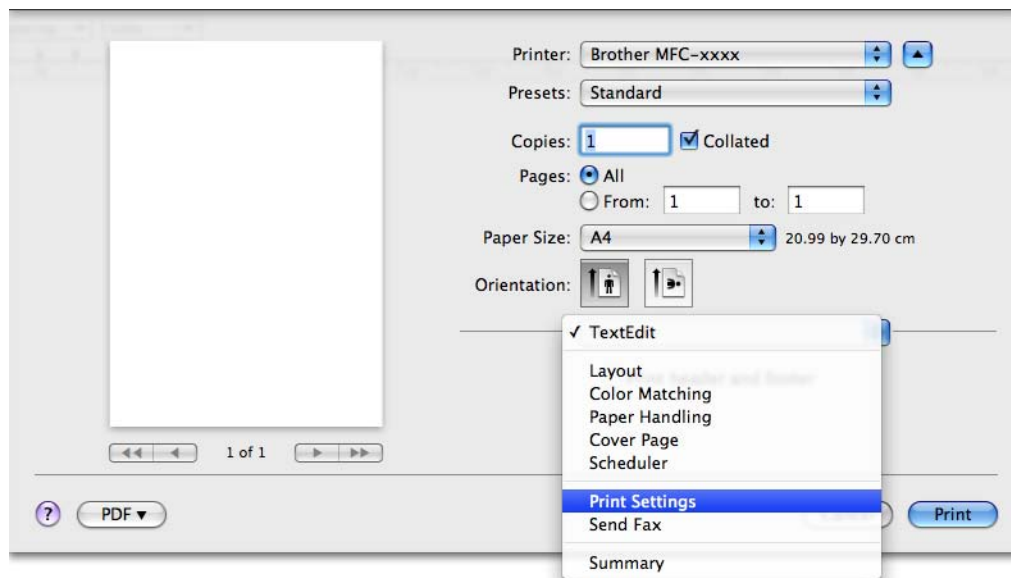 Printer: Brother MFC-xxxx
Presets: Standard
Copies: 1 Collated
Pages: All
From: 1 to: 1
Paper Size: A4 20.99 by 29.70 cm
Orientation:
✓ TextEdit
Layout
Color Matching
Paper Handling
Cover Page
Scheduler
Print Settings
Send Fax
Summary
1 of 1
? PDF ▼ Print